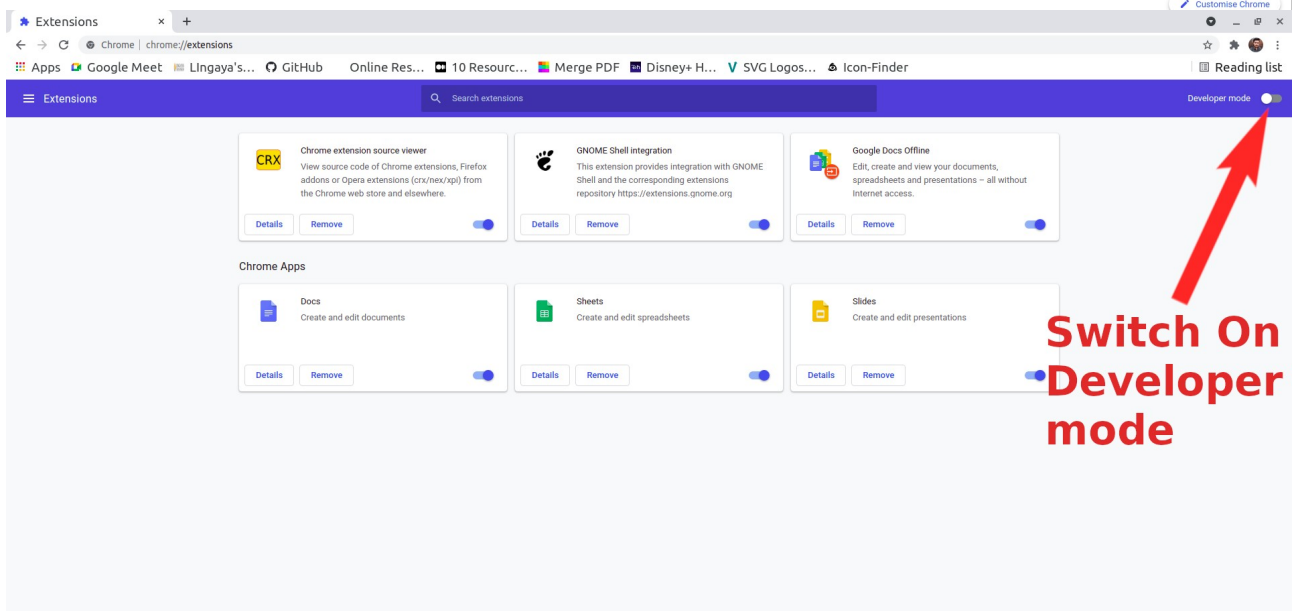 Customise Chrome
Extensions
Chrome | chrome://extensions
Apps Google Meet LIngaya's... GitHub Online Res... 10 Resourc... Merge PDF Disney+ H... SVG Logos... Icon-Finder Reading list
Extensions Search extensions Developer mode
CRX
Chrome extension source viewer
View source code of Chrome extensions, Firefox
addons or Opera extensions (crx/nex/xpi) from
the Chrome web store and elsewhere.
Details Remove
GNOME Shell integration
This extension provides integration with GNOME
Shell and the corresponding extensions
repository https://extensions.gnome.org
Details Remove
Google Docs Offline
Edit, create and view your documents,
spreadsheets and presentations – all without
Internet access.
Details Remove
Chrome Apps
Docs
Create and edit documents
Details Remove
Sheets
Create and edit spreadsheets
Details Remove
Slides
Create and edit presentations
Details Remove
Switch On
Developer
mode